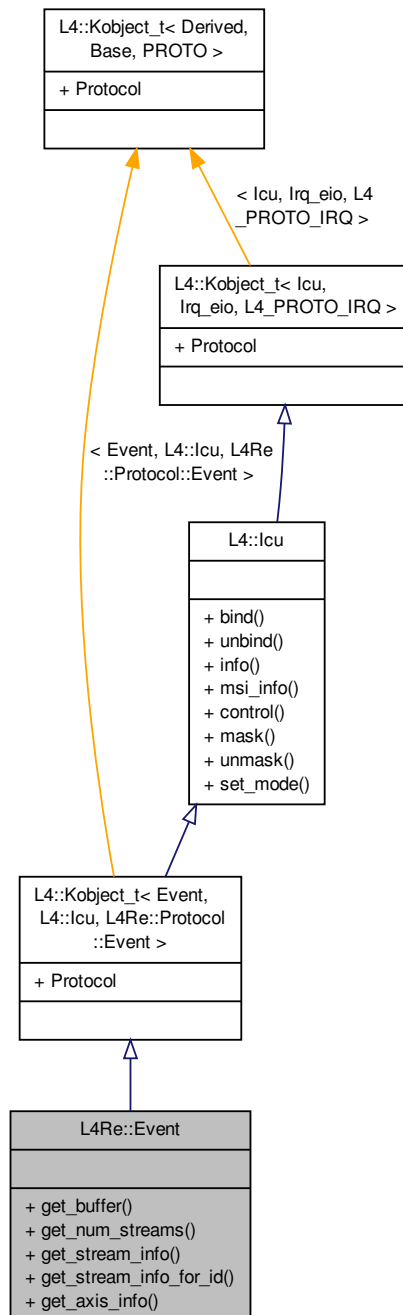 L4::Kobject_t< Derived,
Base, PROTO >
+ Protocol
< Icu, Irq_eio, L4
_PROTO_IRQ >
L4::Kobject_t< Icu,
Irq_eio, L4_PROTO_IRQ >
+ Protocol
< Event, L4::Icu, L4Re
::Protocol::Event >
L4::Icu
+ bind()
+ unbind()
+ info()
+ msi_info()
+ control()
+ mask()
+ unmask()
+ set_mode()
L4::Kobject_t< Event,
L4::Icu, L4Re::Protocol
::Event >
+ Protocol
L4Re::Event
+ get_buffer()
+ get_num_streams()
+ get_stream_info()
+ get_stream_info_for_id()
+ get_axis_info()